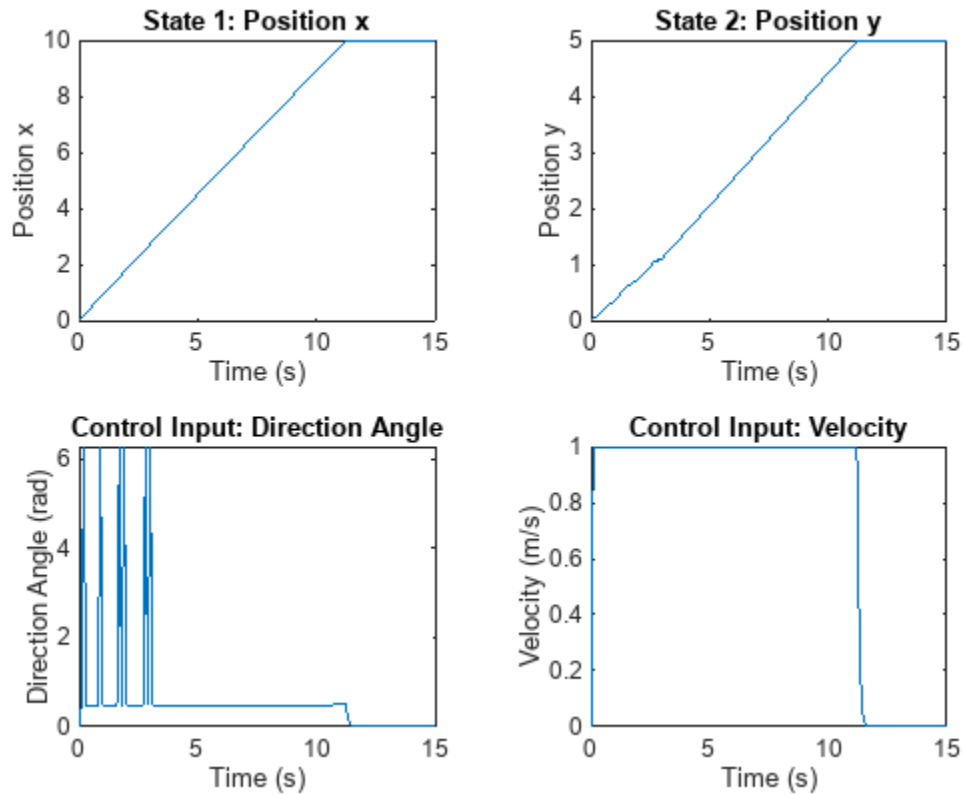 State 1: Position x
10
8
6
4
2
0
Position x
0 5 10 15
Time (s)
State 2: Position y
5
4
3
2
1
0
Position y
0 5 10 15
Time (s)
Control Input: Direction Angle
6
4
2
0
Direction Angle (rad)
0 5 10 15
Time (s)
Control Input: Velocity
1
0.8
0.6
0.4
0.2
0
Velocity (m/s)
0 5 10 15
Time (s)